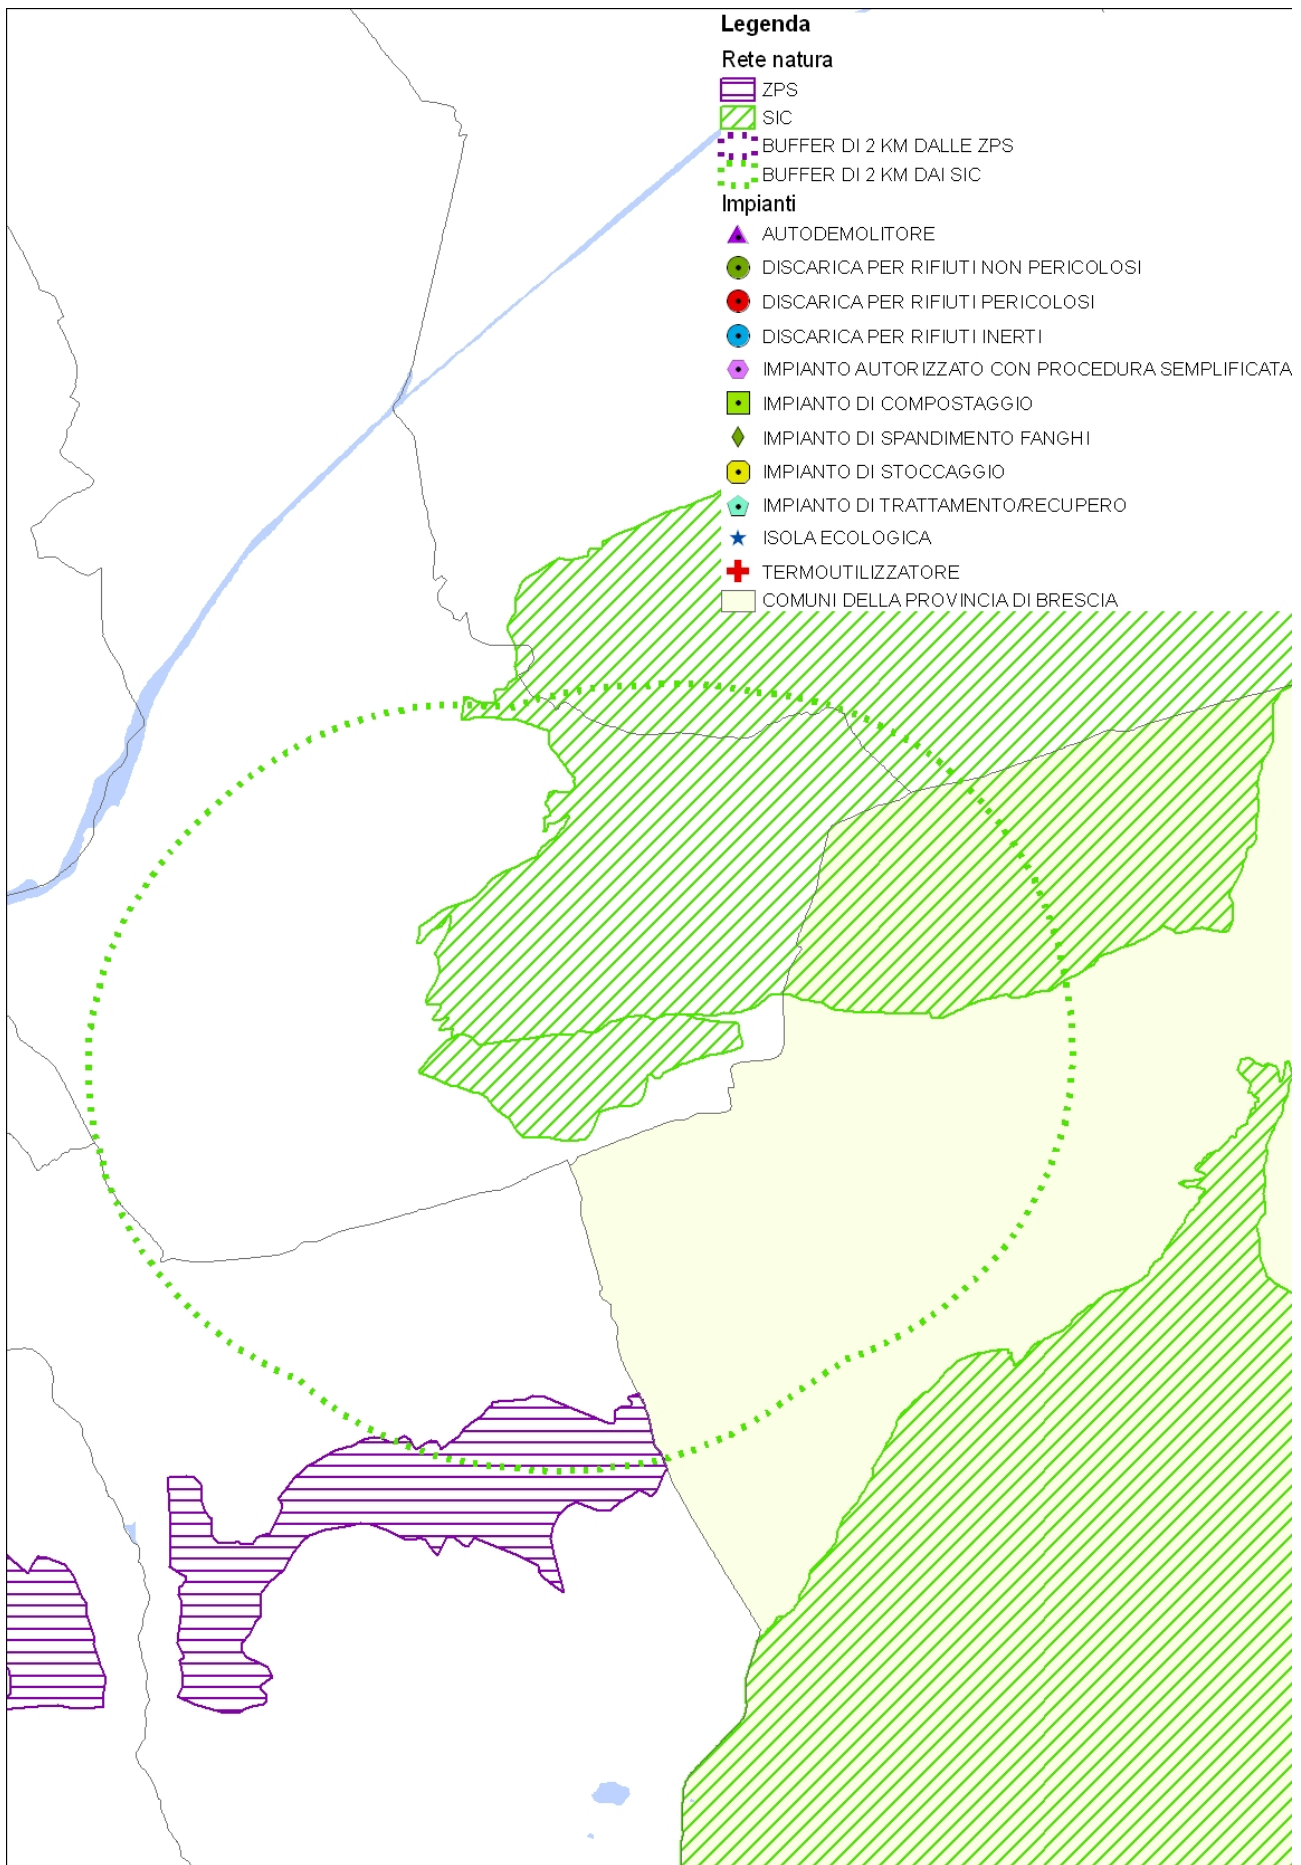 Legenda
Rete natura
ZPS
SIC
BUFFER DI 2 KM DALLE ZPS
BUFFER DI 2 KM DAI SIC
Impianti
AUTODEMOLITORE
DISCARICA PER RIFIUTI NON PERICOLOSI
DISCARICA PER RIFIUTI PERICOLOSI
DISCARICA PER RIFIUTI INERTI
IMPIANTO AUTORIZZATO CON PROCEDURA SEMPLIFICATA
IMPIANTO DI COMPOSTAGGIO
IMPIANTO DI SPANDIMENTO FANGHI
IMPIANTO DI STOCCAGGIO
IMPIANTO DI TRATTAMENTO/RECUPERO
ISOLA ECOLOGICA
TERMOUTILIZZATORE
COMUNI DELLA PROVINCIA DI BRESCIA